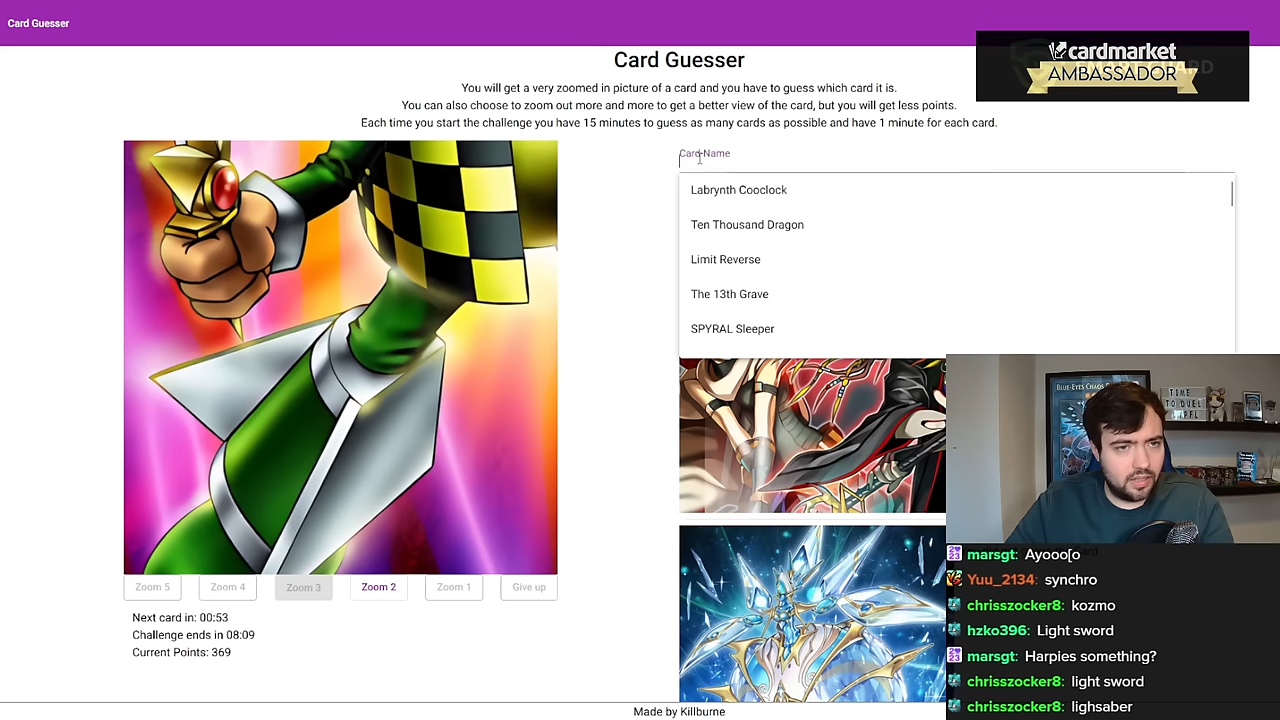 Card Guesser
cardmarket
AMBASSADOR
Card Guesser
You will get a very zoomed in picture of a card and you have to guess which card it is.
You can also choose to zoom out more and more to get a better view of the card, but you will get less points.
Each time you start the challenge you have 15 minutes to guess as many cards as possible and have 1 minute for each card.
Card Name
Labrynth Cooclock
Ten Thousand Dragon
Limit Reverse
The 13th Grave
SPYRAL Sleeper
BLUE-EYES CHAOS
TIME
TO DUEL
Zoom 5 Zoom 4 Zoom 3 Zoom 2 Zoom 1 Give up
Next card in: 00:53
Challenge ends in 08:09
Current Points: 369
marsgt: Ayooo[o
Yuu_2134: synchro
chrisszocker8: kozmo
hzko396: Light sword
marsgt: Harpies something?
chrisszocker8: light sword
chrisszocker8: lighsaber
Made by Killburne